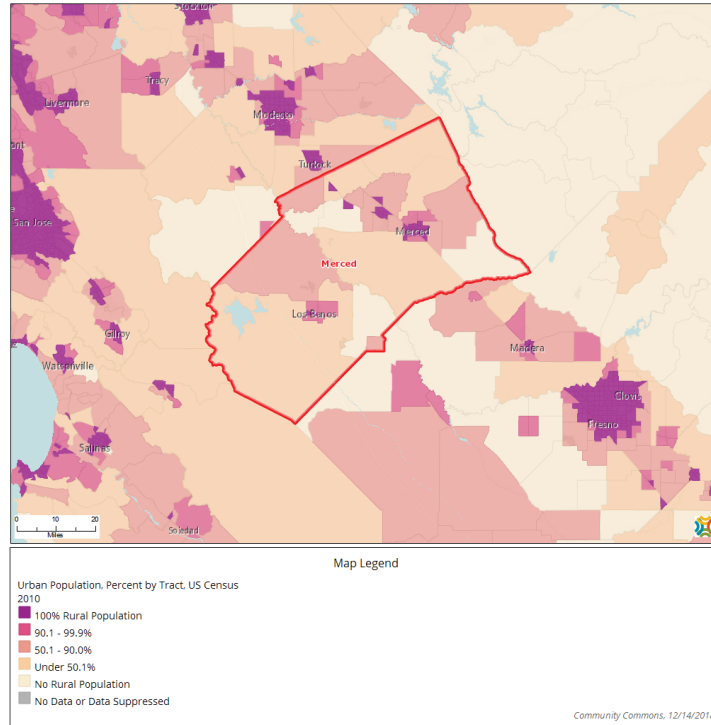 Stockton
Tracy
Livermore
Modesto
ont
Turlock
San Jose
Merced
Merced
Los Banos
Gilroy
Madera
Watsonville
Clovis
Fresno
Salinas
Soledad
0 10 20
Miles
Map Legend
Urban Population, Percent by Tract, US Census
2010
100% Rural Population
90.1 - 99.9%
50.1 - 90.0%
Under 50.1%
No Rural Population
No Data or Data Suppressed
Community Commons, 12/14/201